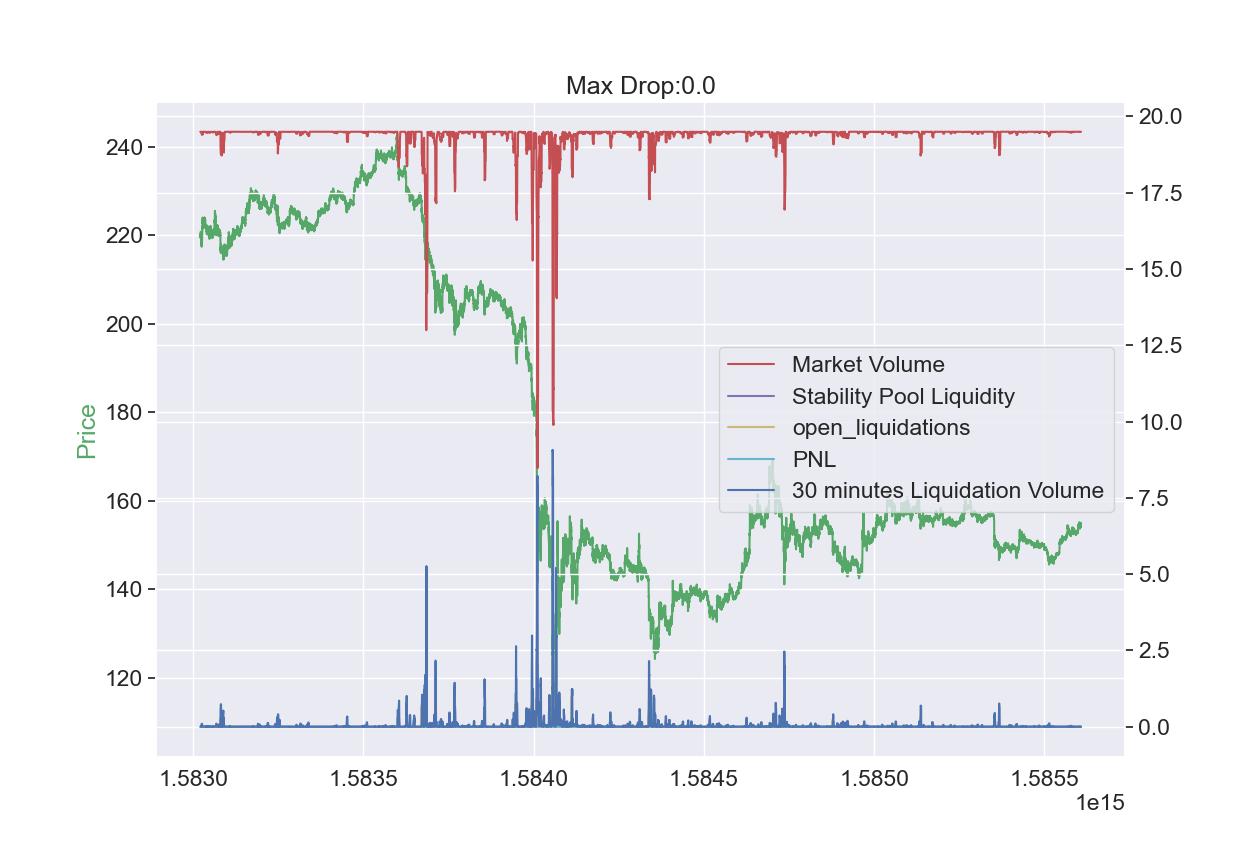 Max Drop:0.0
Price
240
220
200
180
160
140
120
20.0
17.5
15.0
12.5
10.0
7.5
5.0
2.5
0.0
Market Volume
Stability Pool Liquidity
open_liquidations
PNL
30 minutes Liquidation Volume
1.5830 1.5835 1.5840 1.5845 1.5850 1.5855
1e15